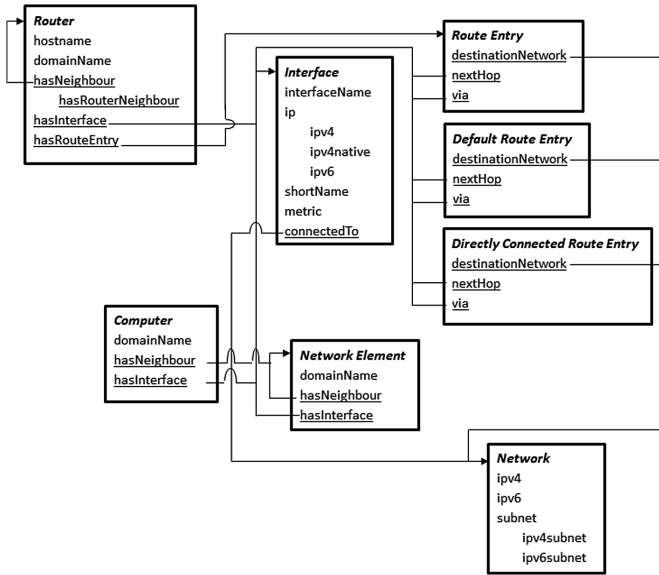 Router
hostname
domainName
hasNeighbour
hasRouterNeighbour
hasInterface
hasRouteEntry
Interface
interfaceName
ip
ipv4
ipv4native
ipv6
shortName
metric
connectedTo
Route Entry
destinationNetwork
nextHop
via
Default Route Entry
destinationNetwork
nextHop
via
Directly Connected Route Entry
destinationNetwork
nextHop
via
Computer
domainName
hasNeighbour
hasInterface
Network Element
domainName
hasNeighbour
hasInterface
Network
ipv4
ipv6
subnet
ipv4subnet
ipv6subnet